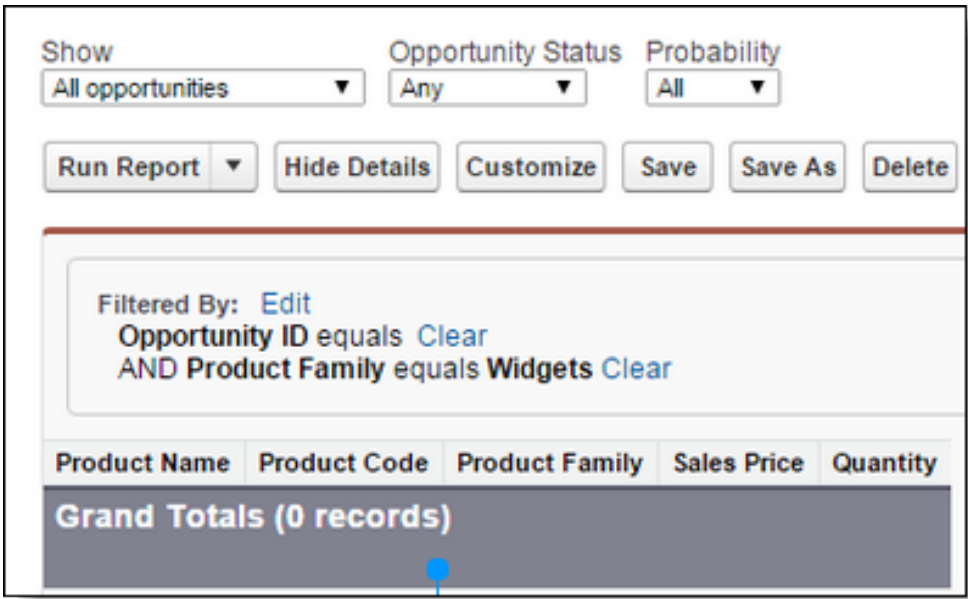 Show Opportunity Status Probability
All opportunities Any All
Run Report Hide Details Customize Save Save As Delete
Filtered By: Edit
Opportunity ID equals Clear
AND Product Family equals Widgets Clear
Product Name Product Code Product Family Sales Price Quantity
Grand Totals (0 records)